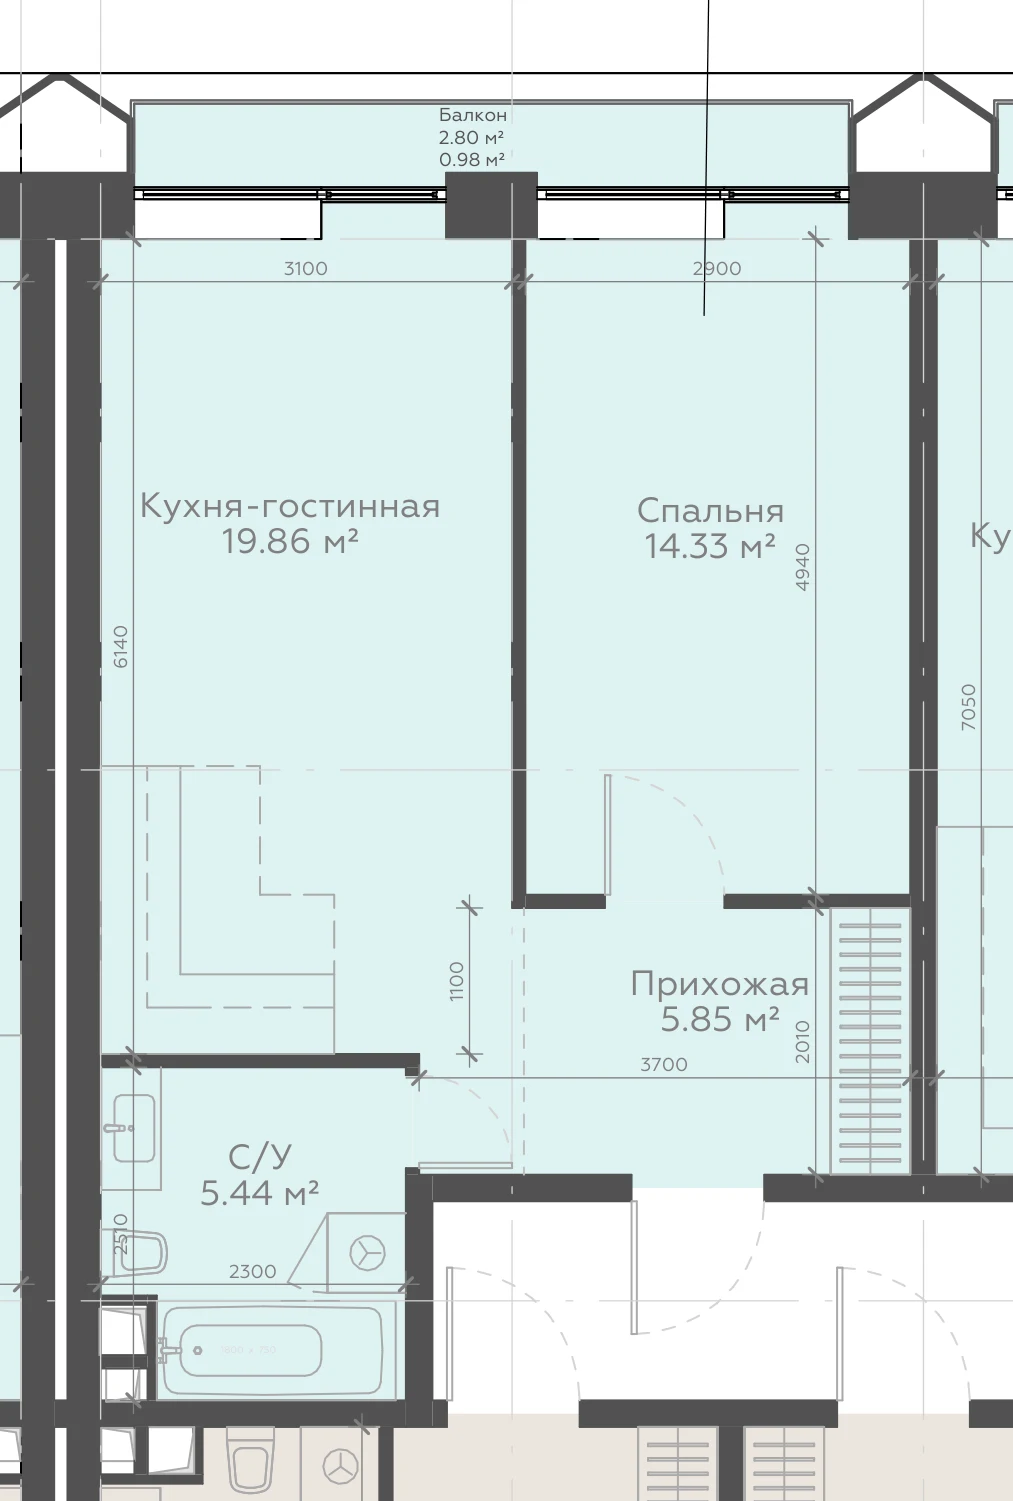 Балкон
2.80 м²
0.98 м²
3100
2900
Кухня-гостинная
19.86 м²
Спальня
14.33 м²
Ку
4940
6140
7050
1100
Прихожая
5.85 м²
2010
3700
С/У
5.44 м²
2510
2300